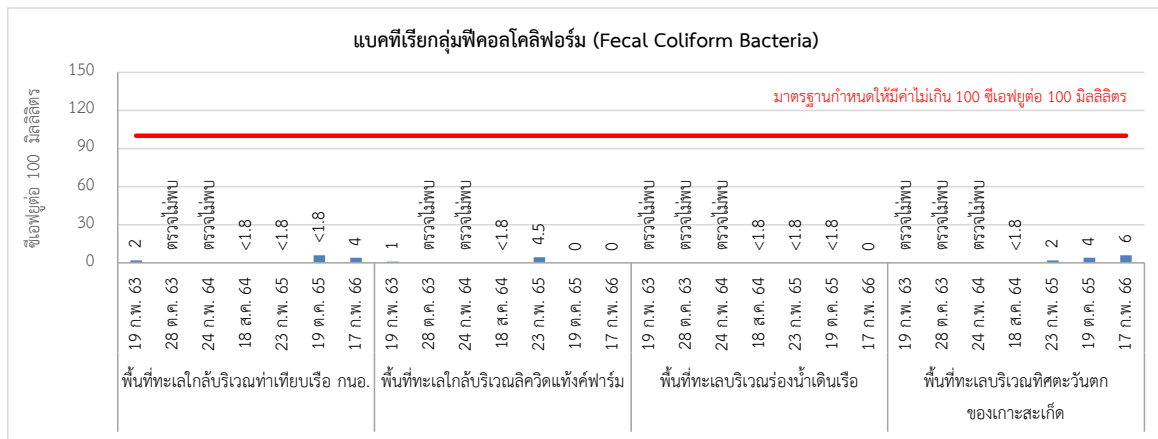 แบคทีเรียกลุ่มฟีคอลโคลิฟอร์ม (Fecal Coliform Bacteria)
ซีเอฟยูต่อ 100 มิลลิลิตร
150
120
90
60
30
0
มาตรฐานกำหนดให้มีค่าไม่เกิน 100 ซีเอฟยูต่อ 100 มิลลิลิตร
2
ตรวจไม่พบ
ตรวจไม่พบ
<1.8
<1.8
<1.8
4
1
ตรวจไม่พบ
ตรวจไม่พบ
<1.8
4.5
0
0
ตรวจไม่พบ
ตรวจไม่พบ
ตรวจไม่พบ
<1.8
<1.8
<1.8
0
ตรวจไม่พบ
ตรวจไม่พบ
ตรวจไม่พบ
<1.8
2
4
6
19 ก.พ. 63
28 ต.ค. 63
24 ก.พ. 64
18 ส.ค. 64
23 ก.พ. 65
19 ต.ค. 65
17 ก.พ. 66
19 ก.พ. 63
28 ต.ค. 63
24 ก.พ. 64
18 ส.ค. 64
23 ก.พ. 65
19 ต.ค. 65
17 ก.พ. 66
19 ก.พ. 63
28 ต.ค. 63
24 ก.พ. 64
18 ส.ค. 64
23 ก.พ. 65
19 ต.ค. 65
17 ก.พ. 66
19 ก.พ. 63
28 ต.ค. 63
24 ก.พ. 64
18 ส.ค. 64
23 ก.พ. 65
19 ต.ค. 65
17 ก.พ. 66
พื้นที่ทะเลใกล้บริเวณท่าเทียบเรือ กนอ.
พื้นที่ทะเลใกล้บริเวณลิควิดแท้งค์ฟาร์ม
พื้นที่ทะเลบริเวณร่องน้ำเดินเรือ
พื้นที่ทะเลบริเวณทิศตะวันตก
ของเกาะสะเก็ด